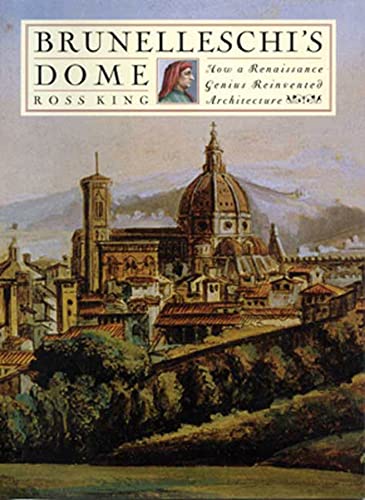 BRUNELLESCHI'S
DOME
ROSS KING
How a Renaissance
Genius Reinvented
Architecture